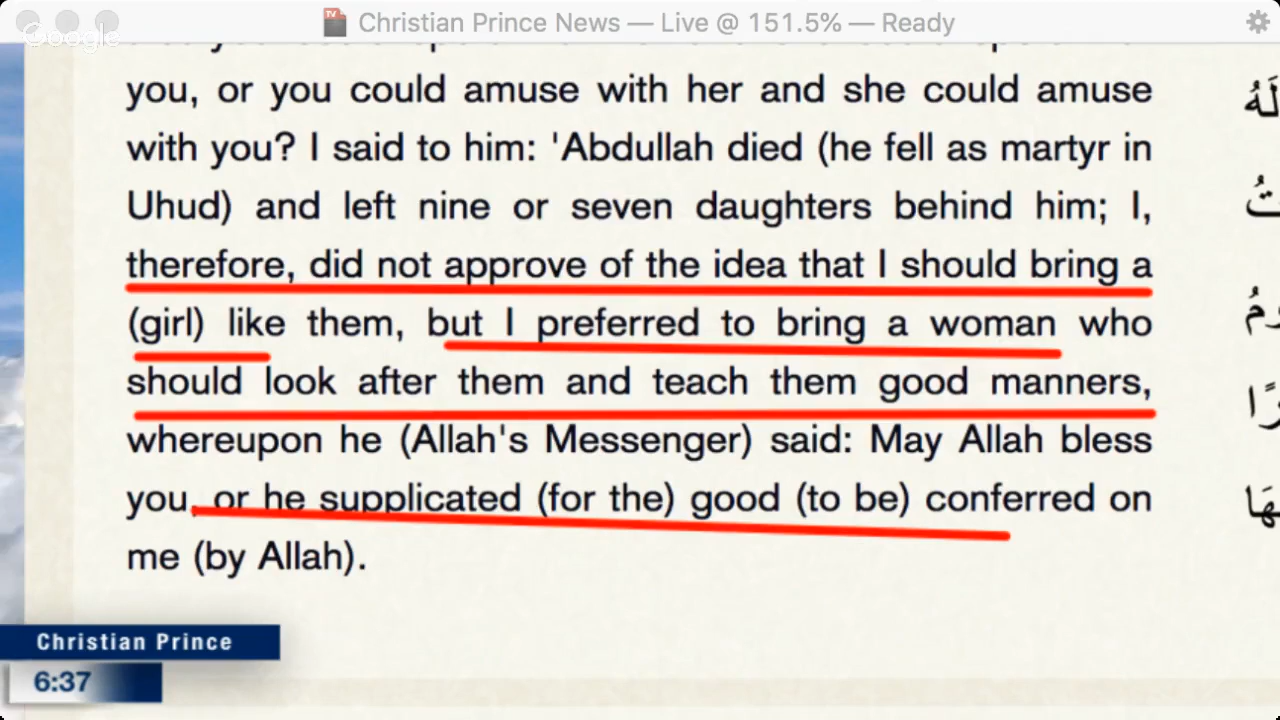 Christian Prince News — Live @ 151.5% — Ready
Google
you, or you could amuse with her and she could amuse
with you? I said to him: 'Abdullah died (he fell as martyr in
Uhud) and left nine or seven daughters behind him; I,
therefore, did not approve of the idea that I should bring a
(girl) like them, but I preferred to bring a woman who
should look after them and teach them good manners,
whereupon he (Allah's Messenger) said: May Allah bless
you, or he supplicated (for the) good (to be) conferred on
me (by Allah).
Christian Prince
6:37